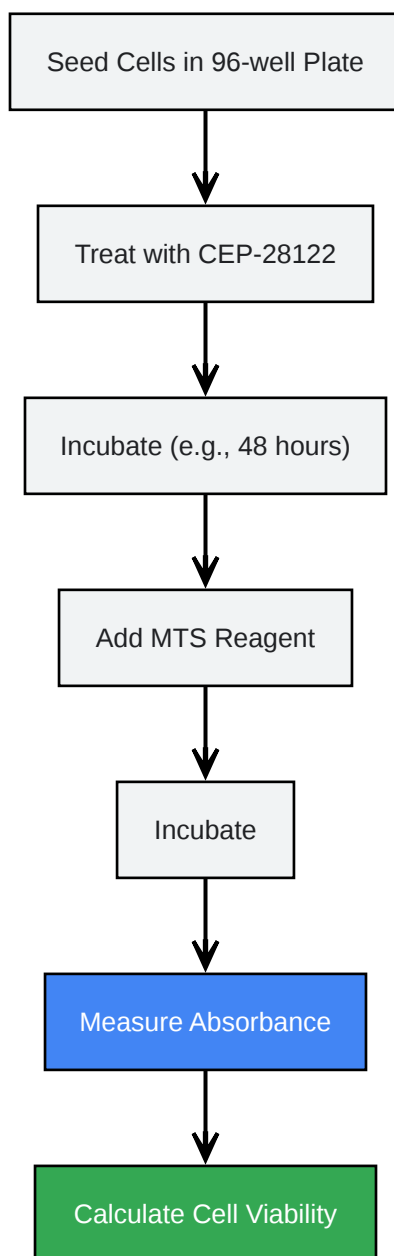 Seed Cells in 96-well Plate
Treat with CEP-28122
Incubate (e.g., 48 hours)
Add MTS Reagent
Incubate
Measure Absorbance
Calculate Cell Viability